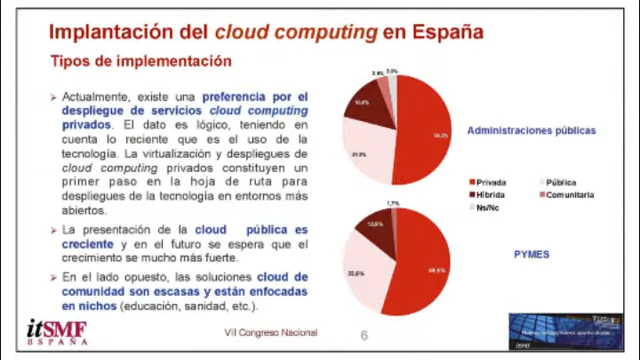 Implantación del cloud computing en España
Tipos de implementación
Actualmente, existe una preferencia por el
despliegue de servicios cloud computing
privados. El dato es lógico, teniendo en
cuenta lo reciente que es el uso de la
tecnología. La virtualización y despliegues de
cloud computing privados constituyen un
primer paso en la hoja de ruta para
despliegues de la tecnología en entornos más
abiertos.
La presentación de la cloud pública es
creciente y en el futuro se espera que el
crecimiento se mucho más fuerte.
En el lado opuesto, las soluciones cloud de
comunidad son escasas y están enfocadas
en nichos (educación, sanidad, etc.).
Administraciones públicas
Privada
Pública
Híbrida
Comunitaria
Ns/Nc
1,7%
13,6%
PYMES
itSMF
ESPAÑA
VII Congreso Nacional
6
itSMF